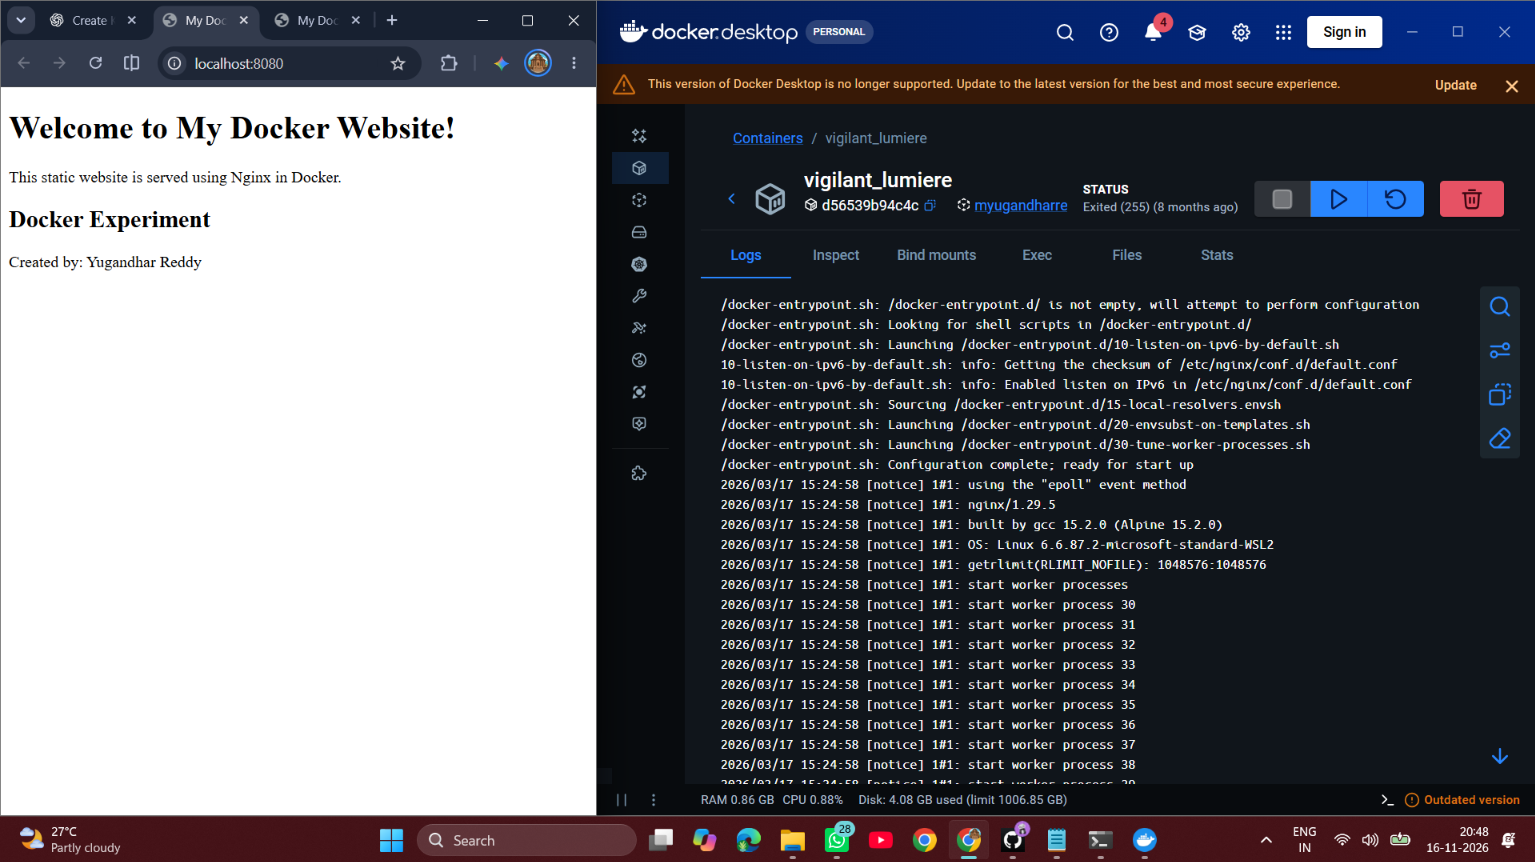 Create
My Doc
My Doc
localhost:8080
Welcome to My Docker Website!
This static website is served using Nginx in Docker.
Docker Experiment
Created by: Yugandhar Reddy
docker.desktop PERSONAL
4
Sign in
This version of Docker Desktop is no longer supported. Update to the latest version for the best and most secure experience.
Update
Containers / vigilant_lumiere
vigilant_lumiere
d56539b94c4c myugandharre
STATUS
Exited (255) (8 months ago)
Logs Inspect Bind mounts Exec Files Stats
/docker-entrypoint.sh: /docker-entrypoint.d/ is not empty, will attempt to perform configuration
/docker-entrypoint.sh: Looking for shell scripts in /docker-entrypoint.d/
/docker-entrypoint.sh: Launching /docker-entrypoint.d/10-listen-on-ipv6-by-default.sh
10-listen-on-ipv6-by-default.sh: info: Getting the checksum of /etc/nginx/conf.d/default.conf
10-listen-on-ipv6-by-default.sh: info: Enabled listen on IPv6 in /etc/nginx/conf.d/default.conf
/docker-entrypoint.sh: Sourcing /docker-entrypoint.d/15-local-resolvers.envsh
/docker-entrypoint.sh: Launching /docker-entrypoint.d/20-envsubst-on-templates.sh
/docker-entrypoint.sh: Launching /docker-entrypoint.d/30-tune-worker-processes.sh
/docker-entrypoint.sh: Configuration complete; ready for start up
2026/03/17 15:24:58 [notice] 1#1: using the "epoll" event method
2026/03/17 15:24:58 [notice] 1#1: nginx/1.29.5
2026/03/17 15:24:58 [notice] 1#1: built by gcc 15.2.0 (Alpine 15.2.0)
2026/03/17 15:24:58 [notice] 1#1: OS: Linux 6.6.87.2-microsoft-standard-WSL2
2026/03/17 15:24:58 [notice] 1#1: getrlimit(RLIMIT_NOFILE): 1048576:1048576
2026/03/17 15:24:58 [notice] 1#1: start worker processes
2026/03/17 15:24:58 [notice] 1#1: start worker process 30
2026/03/17 15:24:58 [notice] 1#1: start worker process 31
2026/03/17 15:24:58 [notice] 1#1: start worker process 32
2026/03/17 15:24:58 [notice] 1#1: start worker process 33
2026/03/17 15:24:58 [notice] 1#1: start worker process 34
2026/03/17 15:24:58 [notice] 1#1: start worker process 35
2026/03/17 15:24:58 [notice] 1#1: start worker process 36
2026/03/17 15:24:58 [notice] 1#1: start worker process 37
2026/03/17 15:24:58 [notice] 1#1: start worker process 38
RAM 0.86 GB CPU 0.88% Disk: 4.08 GB used (limit 1006.85 GB)
Outdated version
27°C
Partly cloudy
Search
28
ENG
IN
20:48
16-11-2026